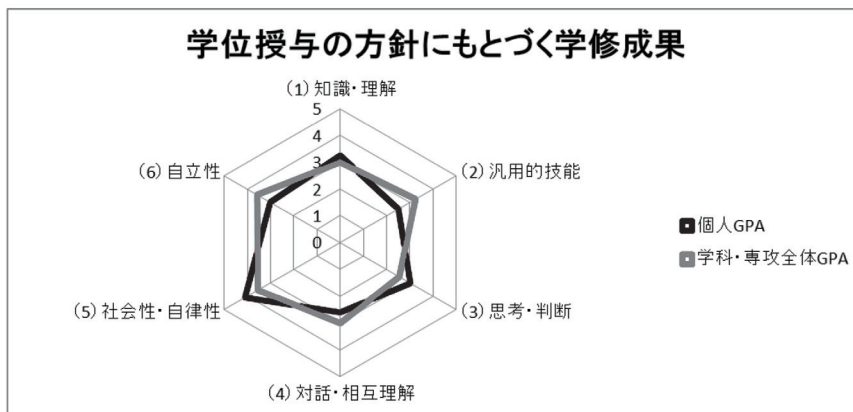 学位授与の方針にもとづく学修成果
(1)知識・理解
5
4
3
2
1
0
(2)汎用的技能
(3)思考・判断
(4)対話・相互理解
(5)社会性・自律性
(6)自立性
個人GPA
学科・専攻全体GPA